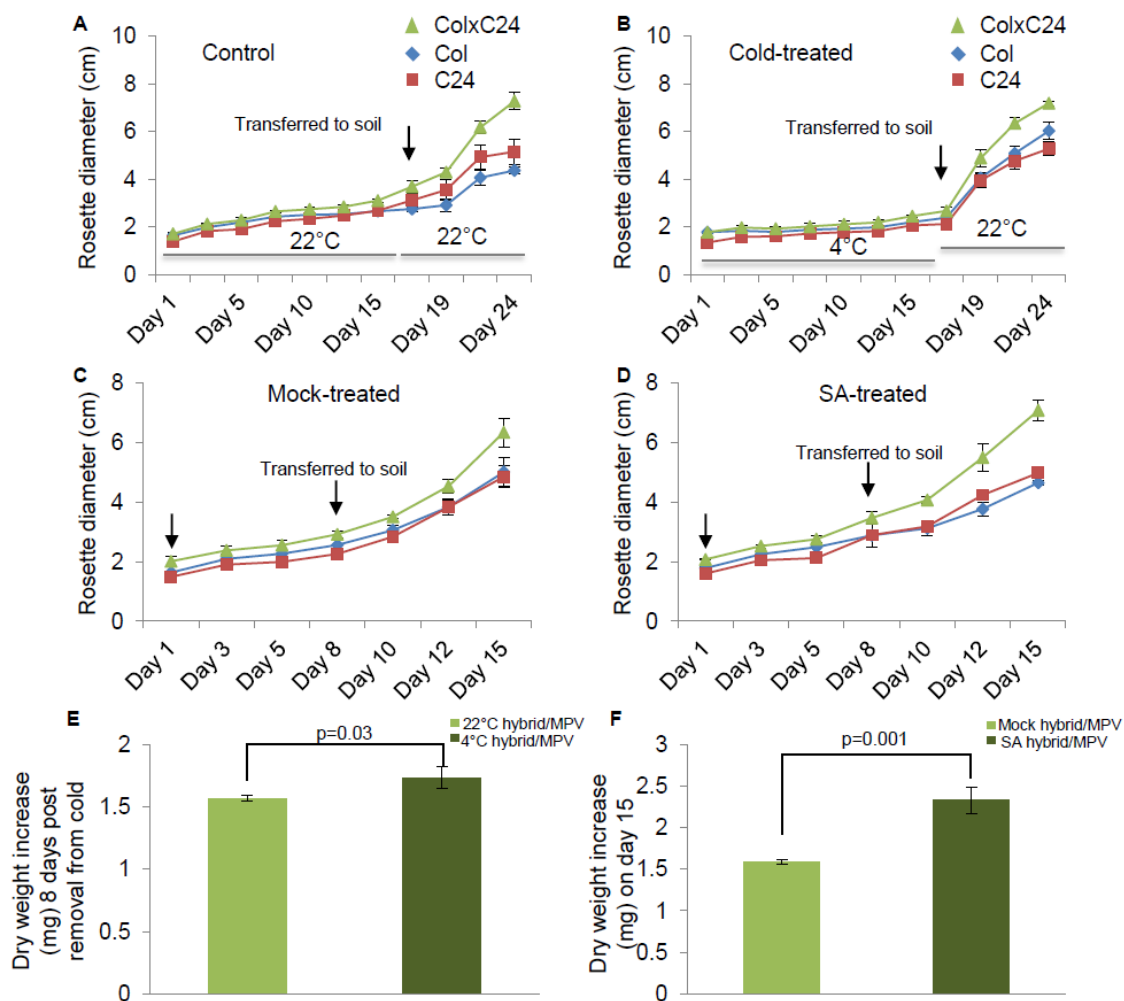 A
Control
ColxC24
Col
C24
Transferred to soil
22°C
22°C
Rosette diameter (cm)
10
8
6
4
2
0
Day 1
Day 5
Day 10
Day 15
Day 19
Day 24
B
Cold-treated
ColxC24
Col
C24
Transferred to soil
4°C
22°C
Rosette diameter (cm)
10
8
6
4
2
0
Day 1
Day 5
Day 10
Day 15
Day 19
Day 24
C
Mock-treated
Transferred to soil
Rosette diameter (cm)
8
6
4
2
0
Day 1
Day 3
Day 5
Day 8
Day 10
Day 12
Day 15
D
SA-treated
Transferred to soil
Rosette diameter (cm)
8
6
4
2
0
Day 1
Day 3
Day 5
Day 8
Day 10
Day 12
Day 15
E
22°C hybrid/MPV
4°C hybrid/MPV
p=0.03
Dry weight increase
(mg) 8 days post
removal from cold
2
1.5
1
0.5
0
F
Mock hybrid/MPV
SA hybrid/MPV
p=0.001
Dry weight increase
(mg) on day 15
3
2.5
2
1.5
1
0.5
0